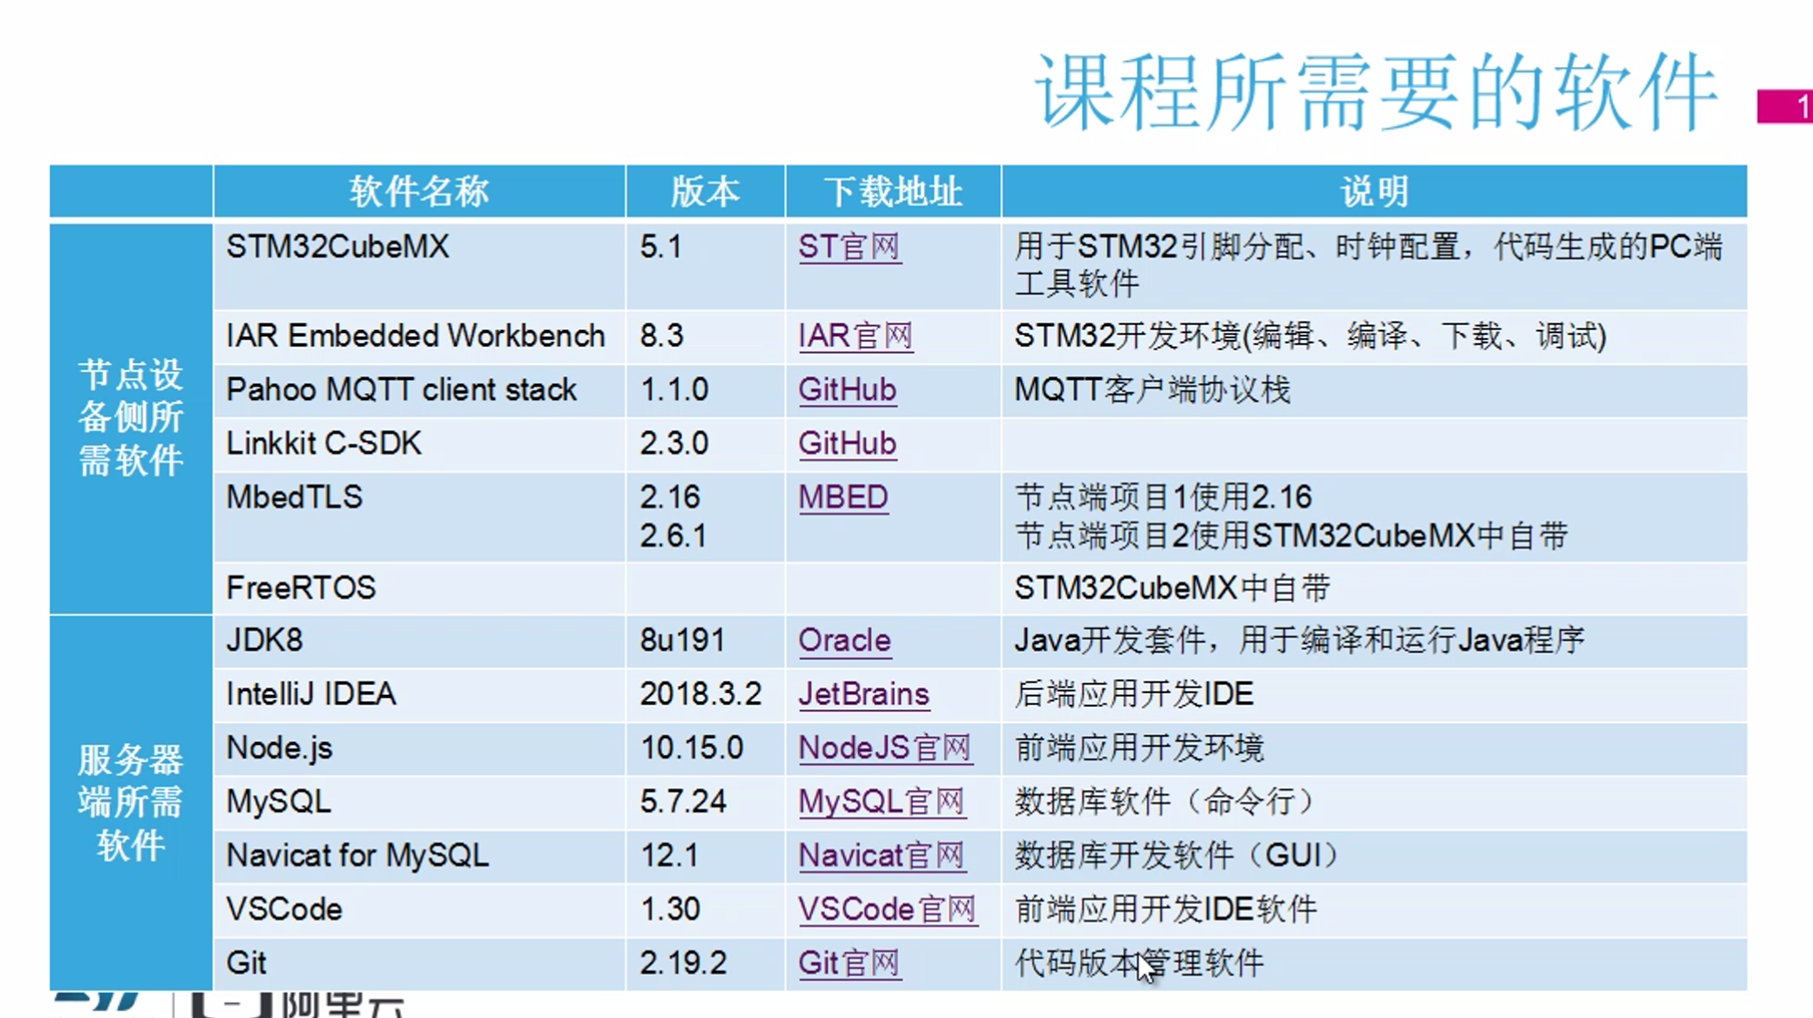 课程所需要的软件
1
软件名称 版本 下载地址 说明
节点设
备侧所
需软件
STM32CubeMX 5.1 ST官网 用于STM32引脚分配、时钟配置，代码生成的PC端
工具软件
IAR Embedded Workbench 8.3 IAR官网 STM32开发环境(编辑、编译、下载、调试)
Pahoo MQTT client stack 1.1.0 GitHub MQTT客户端协议栈
Linkkit C-SDK 2.3.0 GitHub
MbedTLS 2.16 MBED 节点端项目1使用2.16
2.6.1 节点端项目2使用STM32CubeMX中自带
FreeRTOS STM32CubeMX中自带
服务器
端所需
软件
JDK8 8u191 Oracle Java开发套件，用于编译和运行Java程序
IntelliJ IDEA 2018.3.2 JetBrains 后端应用开发IDE
Node.js 10.15.0 NodeJS官网 前端应用开发环境
MySQL 5.7.24 MySQL官网 数据库软件（命令行）
Navicat for MySQL 12.1 Navicat官网 数据库开发软件（GUI）
VSCode 1.30 VSCode官网 前端应用开发IDE软件
Git 2.19.2 Git官网 代码版本管理软件
阿里云